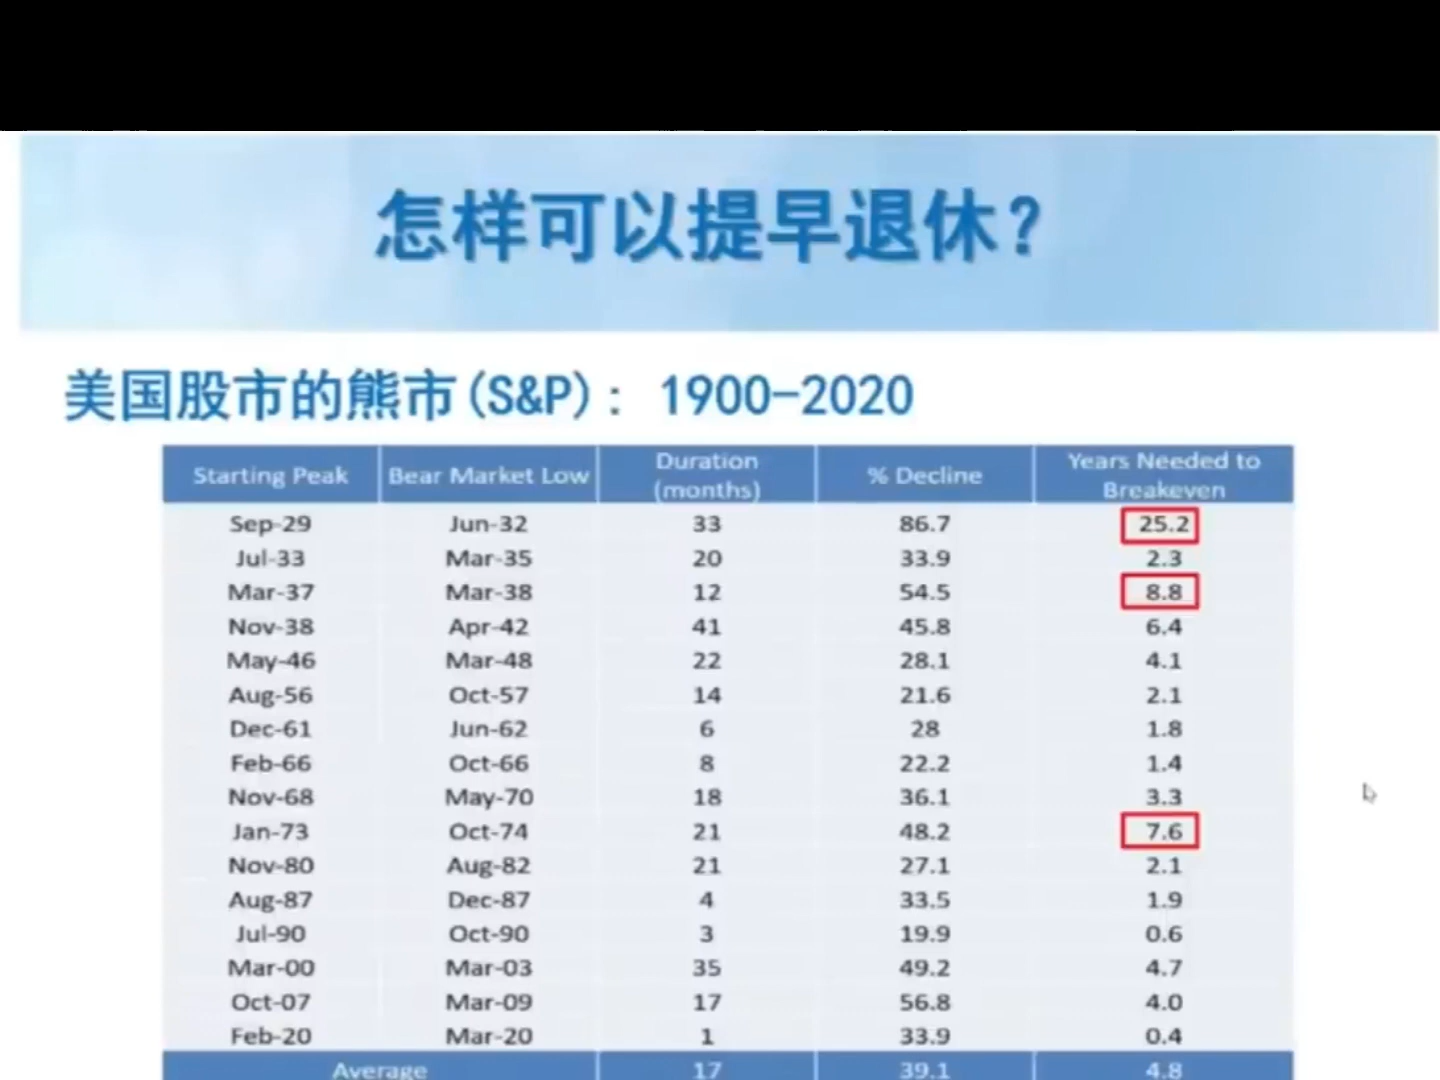 怎样可以提早退休?
美国股市的熊市(S&P): 1900-2020
Starting Peak Bear Market Low Duration (months) % Decline Years Needed to Breakeven
Sep-29 Jun-32 33 86.7 25.2
Jul-33 Mar-35 20 33.9 2.3
Mar-37 Mar-38 12 54.5 8.8
Nov-38 Apr-42 41 45.8 6.4
May-46 Mar-48 22 28.1 4.1
Aug-56 Oct-57 14 21.6 2.1
Dec-61 Jun-62 6 28 1.8
Feb-66 Oct-66 8 22.2 1.4
Nov-68 May-70 18 36.1 3.3
Jan-73 Oct-74 21 48.2 7.6
Nov-80 Aug-82 21 27.1 2.1
Aug-87 Dec-87 4 33.5 1.9
Jul-90 Oct-90 3 19.9 0.6
Mar-00 Mar-03 35 49.2 4.7
Oct-07 Mar-09 17 56.8 4.0
Feb-20 Mar-20 1 33.9 0.4
Average 17 39.1 4.8